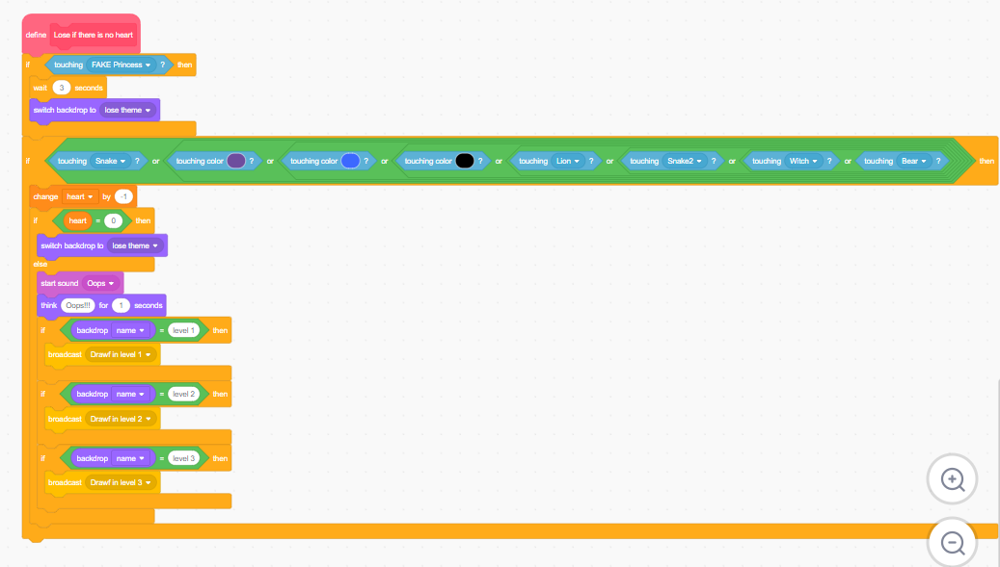 define Lose if there is no heart
if touching FAKE Princess ? then
wait 3 seconds
switch backdrop to lose theme
if touching Snake ? or touching color ? or touching color ? or touching color ? or touching Lion ? or touching Snake2 ? or touching Witch ? or touching Bear ? then
change heart by -1
if heart = 0 then
switch backdrop to lose theme
else
start sound Oops
think Oops!!! for 1 seconds
if backdrop name = level 1 then
broadcast Drawf in level 1
if backdrop name = level 2 then
broadcast Drawf in level 2
if backdrop name = level 3 then
broadcast Drawf in level 3